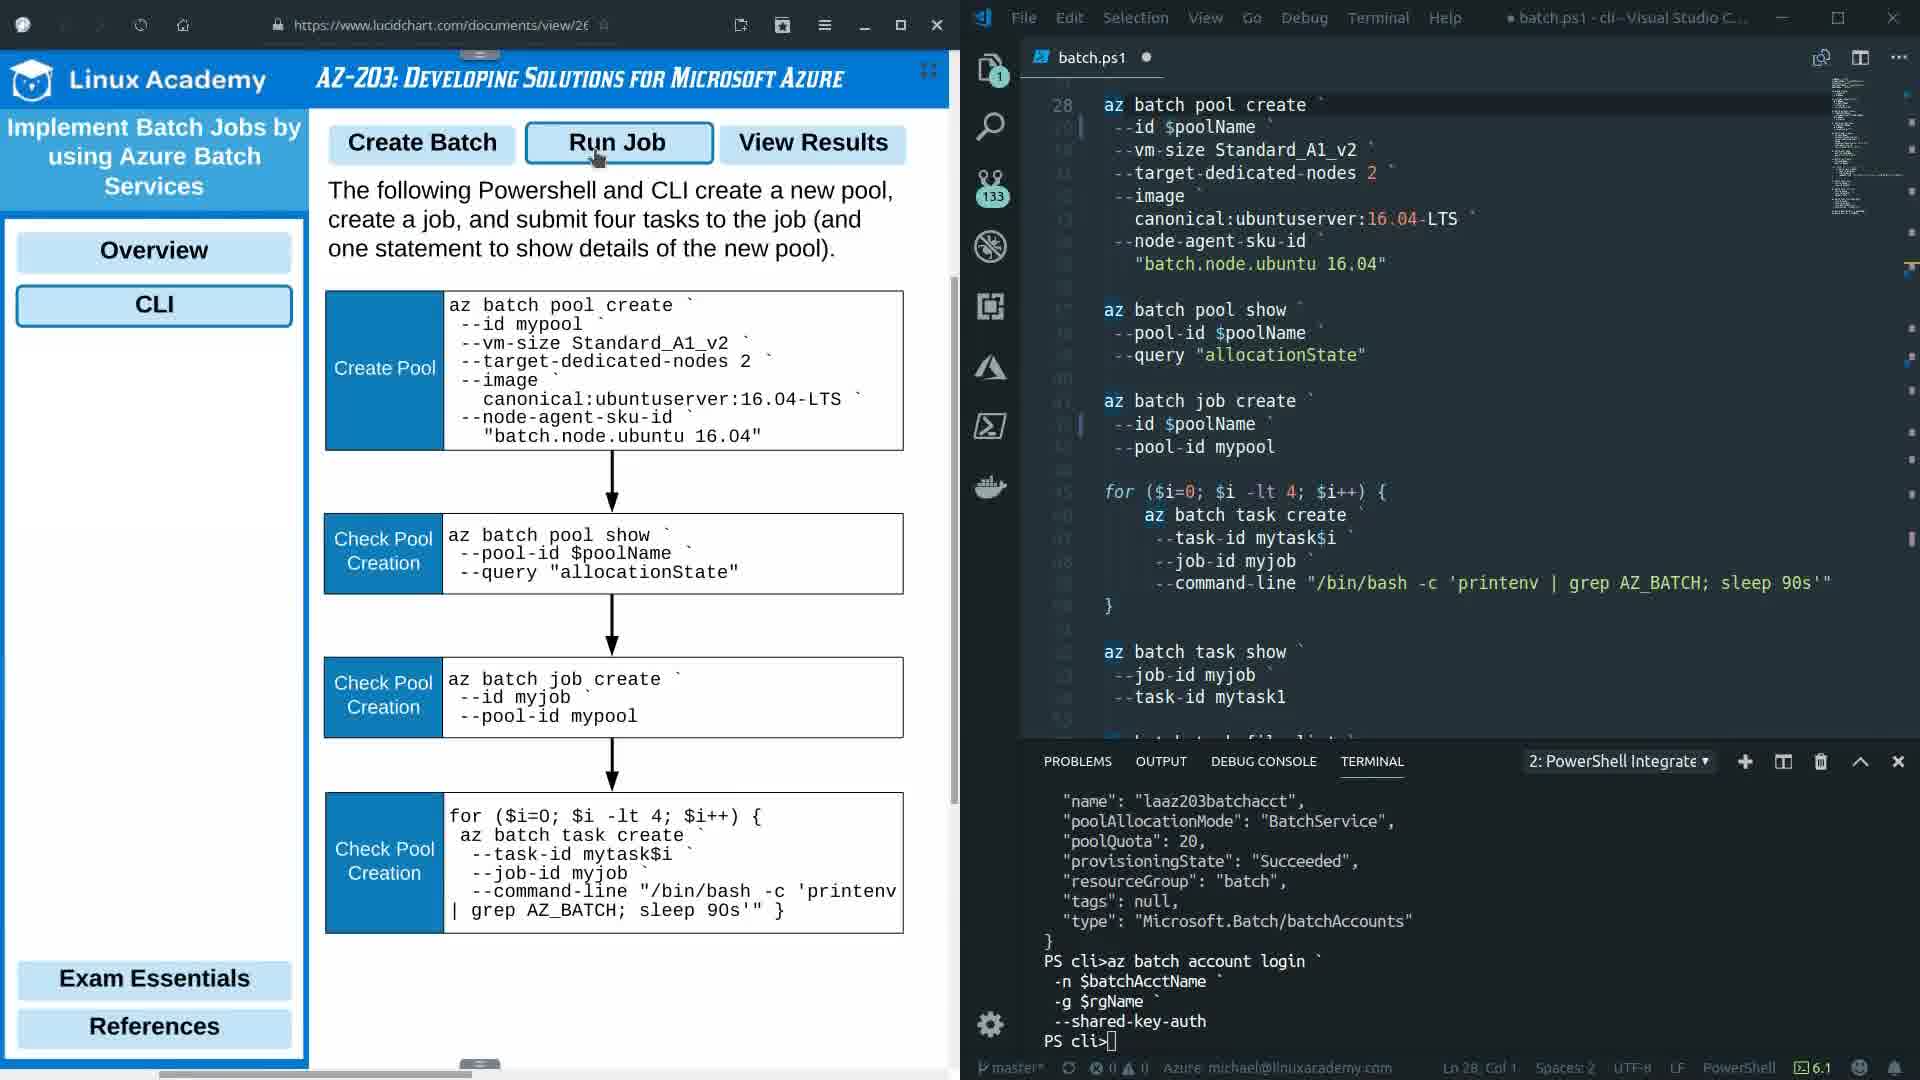 https://www.lucidchart.com/documents/view/26
Linux Academy
AZ-203: Developing Solutions for Microsoft Azure
Implement Batch Jobs by
using Azure Batch
Services
Overview
CLI
Exam Essentials
References
Create Batch
Run Job
View Results
The following Powershell and CLI create a new pool,
create a job, and submit four tasks to the job (and
one statement to show details of the new pool).
Create Pool
az batch pool create `
--id mypool `
--vm-size Standard_A1_v2 `
--target-dedicated-nodes 2 `
--image `
canonical:ubuntuserver:16.04-LTS `
--node-agent-sku-id `
"batch.node.ubuntu 16.04"
Check Pool
Creation
az batch pool show `
--pool-id $poolName `
--query "allocationState"
Check Pool
Creation
az batch job create `
--id myjob `
--pool-id mypool
Check Pool
Creation
for ($i=0; $i -lt 4; $i++) {
az batch task create `
--task-id mytask$i `
--job-id myjob `
--command-line "/bin/bash -c 'printenv
| grep AZ_BATCH; sleep 90s'" }
File Edit Selection View Go Debug Terminal Help
● batch.ps1 - cli - Visual Studio C...
batch.ps1
1
133
28 az batch pool create `
--id $poolName `
--vm-size Standard_A1_v2 `
--target-dedicated-nodes 2 `
--image `
canonical:ubuntuserver:16.04-LTS `
--node-agent-sku-id `
"batch.node.ubuntu 16.04"
az batch pool show `
--pool-id $poolName `
--query "allocationState"
az batch job create `
--id $poolName `
--pool-id mypool
for ($i=0; $i -lt 4; $i++) {
az batch task create `
--task-id mytask$i `
--job-id myjob `
--command-line "/bin/bash -c 'printenv | grep AZ_BATCH; sleep 90s'"
}
az batch task show `
--job-id myjob `
--task-id mytask1
PROBLEMS OUTPUT DEBUG CONSOLE TERMINAL
2: PowerShell Integrate
"name": "laaz203batchacct",
"poolAllocationMode": "BatchService",
"poolQuota": 20,
"provisioningState": "Succeeded",
"resourceGroup": "batch",
"tags": null,
"type": "Microsoft.Batch/batchAccounts"
}
PS cli>az batch account login `
-n $batchAcctName `
-g $rgName `
--shared-key-auth
PS cli>
master* 0 0 Azure: michael@linuxacademy.com
Ln 28, Col 1 Spaces: 2 UTF-8 LF PowerShell 6.1